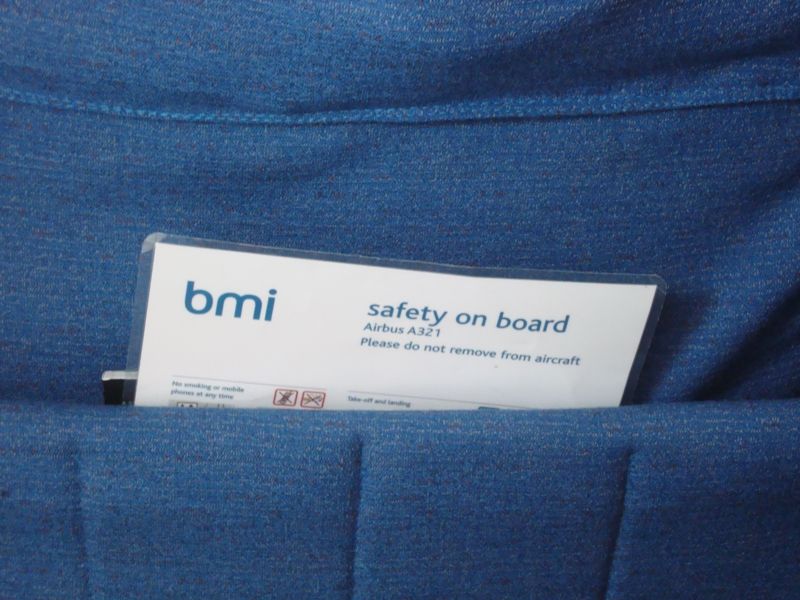 bmi
safety on board
Airbus A321
Please do not remove from aircraft
No smoking or mobile
phones at any time
Take-off and landing